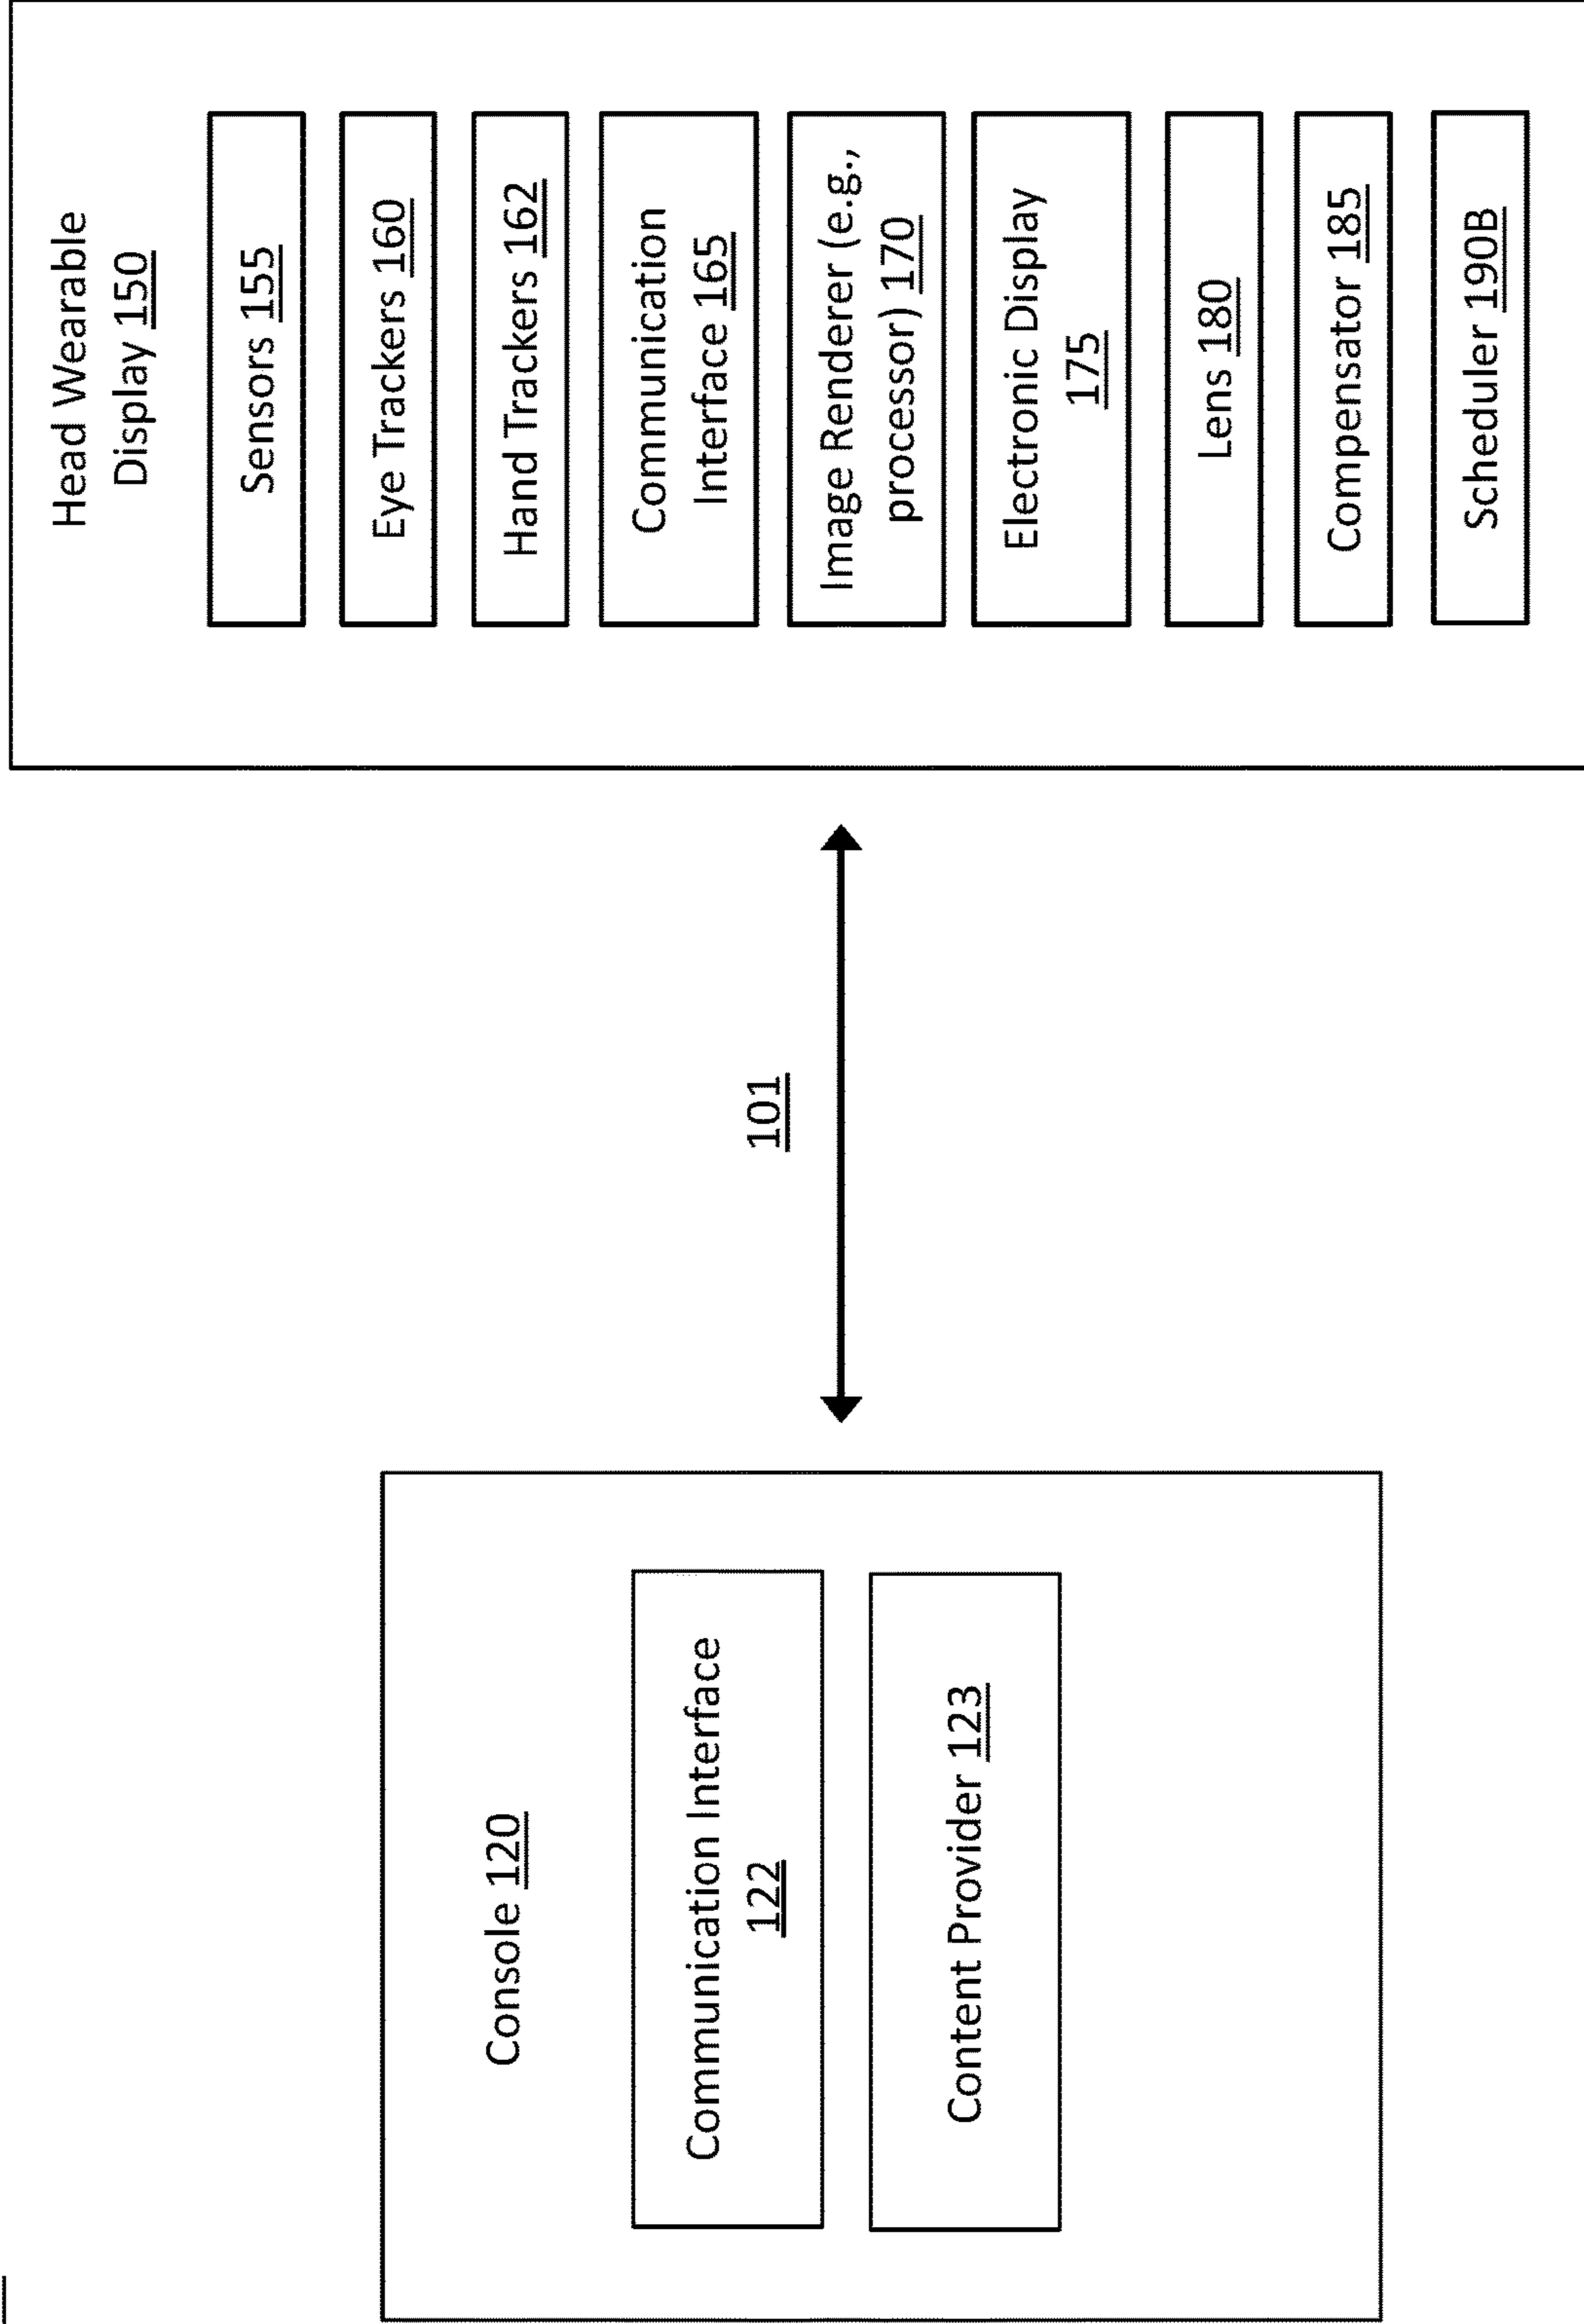 Console 120
Communication Interface
122
Content Provider 123
101
Head Wearable
Display 150
Sensors 155
Eye Trackers 160
Hand Trackers 162
Communication
Interface 165
Image Renderer (e.g.,
processor) 170
Electronic Display
175
Lens 180
Compensator 185
Scheduler 190B